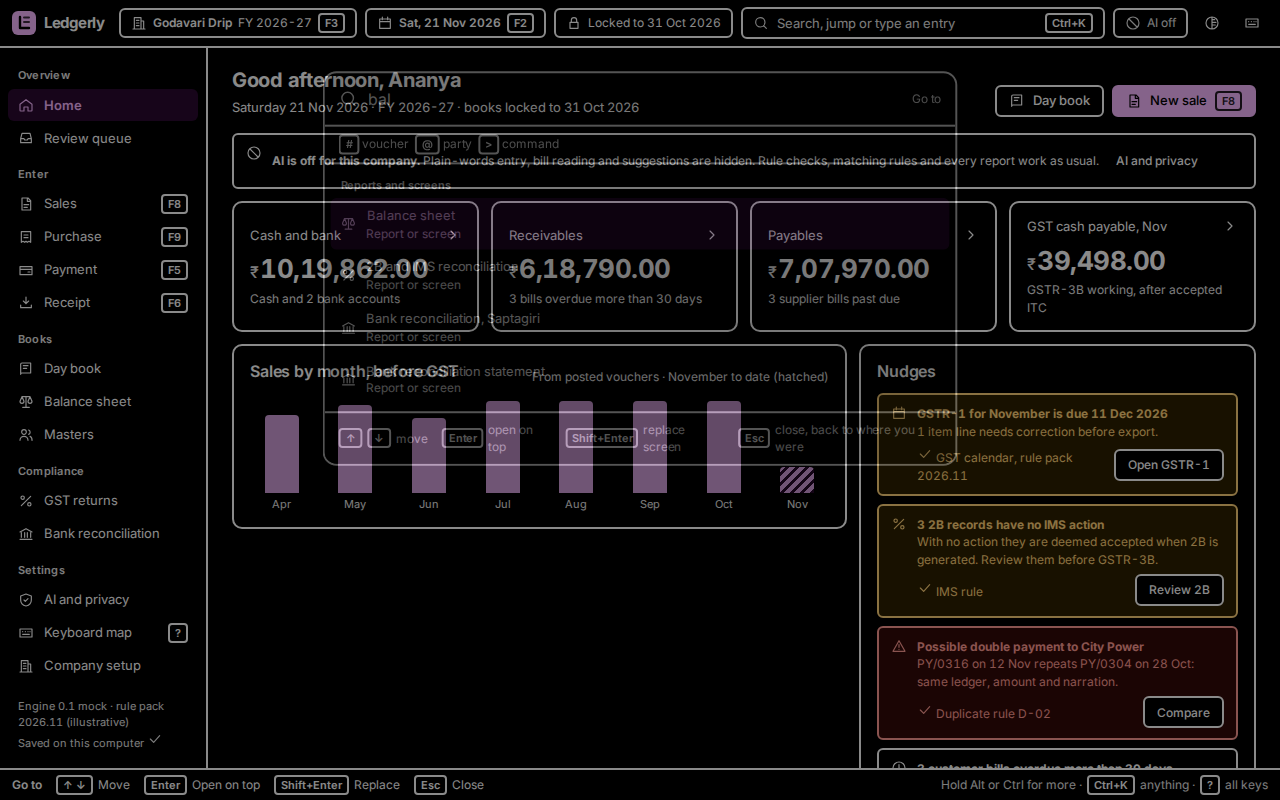 Ledgerly
Godavari Drip FY 2026-27 F3
Sat, 21 Nov 2026 F2
Locked to 31 Oct 2026
Search, jump or type an entry Ctrl+K
AI off
Overview
Home
Review queue
Enter
Sales F8
Purchase F9
Payment F5
Receipt F6
Books
Day book
Balance sheet
Masters
Compliance
GST returns
Bank reconciliation
Settings
AI and privacy
Keyboard map ?
Company setup
Engine 0.1 mock · rule pack
2026.11 (illustrative)
Saved on this computer
Good afternoon, Ananya
Saturday 21 Nov 2026 · FY 2026-27 · books locked to 31 Oct 2026
Day book
New sale F8
AI is off for this company. Plain-words entry, bill reading and suggestions are hidden. Rule checks, matching rules and every report work as usual. AI and privacy
Cash and bank
₹10,19,862.00
Cash and 2 bank accounts
Receivables
₹6,18,790.00
3 bills overdue more than 30 days
Payables
₹7,07,970.00
3 supplier bills past due
GST cash payable, Nov
₹39,498.00
GSTR-3B working, after accepted
ITC
Sales by month, before GST
From posted vouchers · November to date (hatched)
Apr May Jun Jul Aug Sep Oct Nov
Nudges
GSTR-1 for November is due 11 Dec 2026
1 item line needs correction before export.
GST calendar, rule pack
2026.11
Open GSTR-1
3 2B records have no IMS action
With no action they are deemed accepted when 2B is
generated. Review them before GSTR-3B.
IMS rule
Review 2B
Possible double payment to City Power
PY/0316 on 12 Nov repeats PY/0304 on 28 Oct:
same ledger, amount and narration.
Duplicate rule D-02
Compare
bal
Go to
# voucher @ party > command
Reports and screens
Balance sheet
Report or screen
2B and IMS reconciliation
Report or screen
Bank reconciliation, Saptagiri
Report or screen
Bank reconciliation statement
Report or screen
↑ ↓ move
Enter open on
top
Shift+Enter replace
screen
Esc close, back to where you
were
Go to ↑ ↓ Move Enter Open on top Shift+Enter Replace Esc Close
Hold Alt or Ctrl for more · Ctrl+K anything · ? all keys